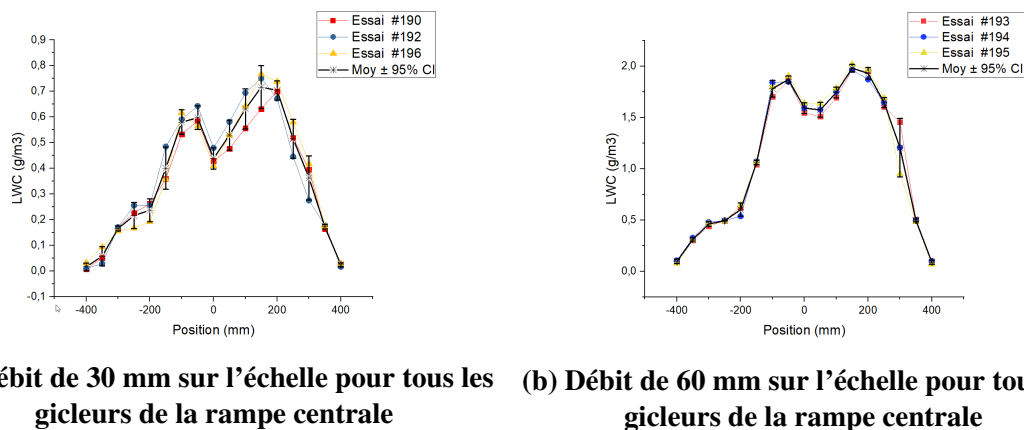 Essai #190
Essai #192
Essai #196
Moy ± 95% CI
0,9
0,8
0,7
0,6
0,5
0,4
0,3
0,2
0,1
0,0
-0,1
LWC (g/m3)
-400
-200
0
200
400
Position (mm)
Essai #193
Essai #194
Essai #195
Moy ± 95% CI
2,0
1,5
1,0
0,5
0,0
LWC (g/m3)
-400
-200
0
200
400
Position (mm)
ébit de 30 mm sur l’échelle pour tous les
gicleurs de la rampe centrale
(b) Débit de 60 mm sur l’échelle pour tou
gicleurs de la rampe centrale